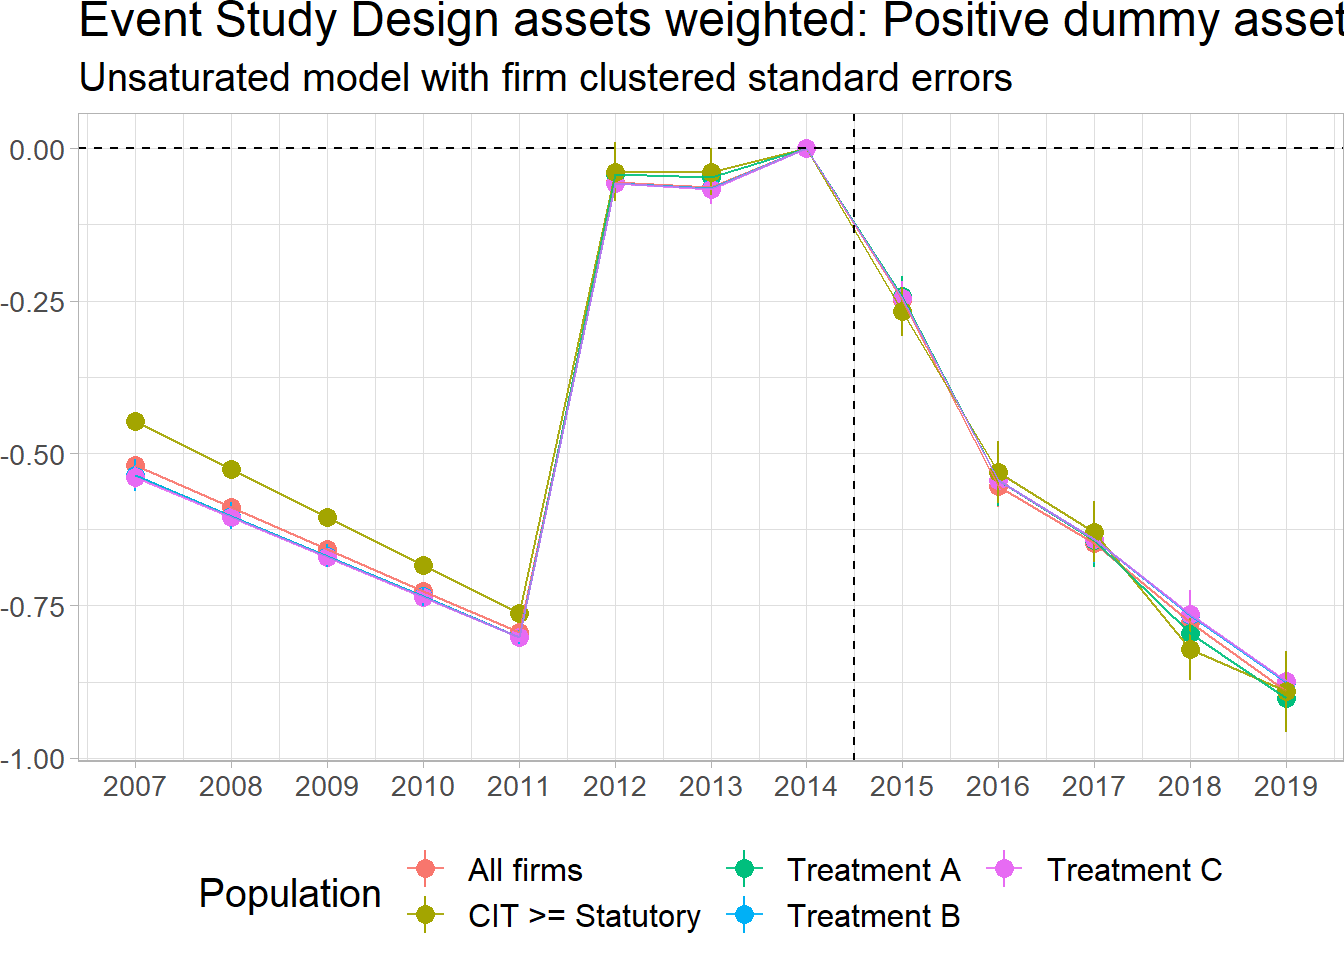 Event Study Design assets weighted: Positive dummy asset
Unsaturated model with firm clustered standard errors
0.00
-0.25
-0.50
-0.75
-1.00
2007 2008 2009 2010 2011 2012 2013 2014 2015 2016 2017 2018 2019
Population
All firms Treatment A Treatment C
CIT >= Statutory Treatment B